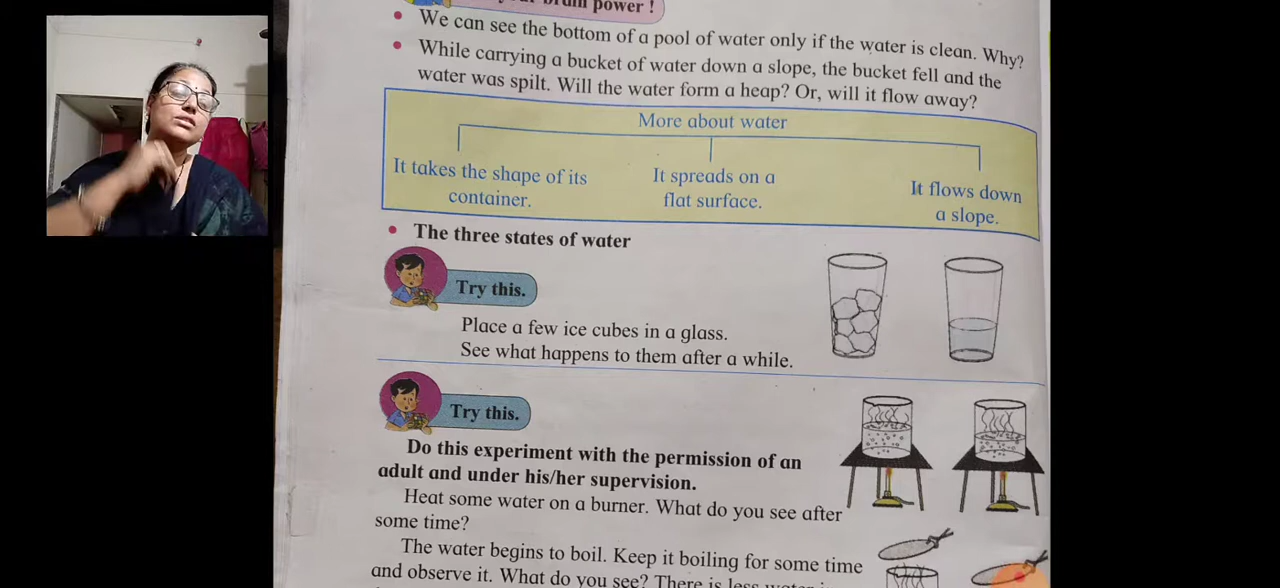 power !
• We can see the bottom of a pool of water only if the water is clean. Why?
• While carrying a bucket of water down a slope, the bucket fell and the
water was spilt. Will the water form a heap? Or, will it flow away?
More about water
It takes the shape of its
container.
It spreads on a
flat surface.
It flows down
a slope.
• The three states of water
Try this.
Place a few ice cubes in a glass.
See what happens to them after a while.
Try this.
Do this experiment with the permission of an
adult and under his/her supervision.
Heat some water on a burner. What do you see after
some time?
The water begins to boil. Keep it boiling for some time
and observe it. What do you see? There is less